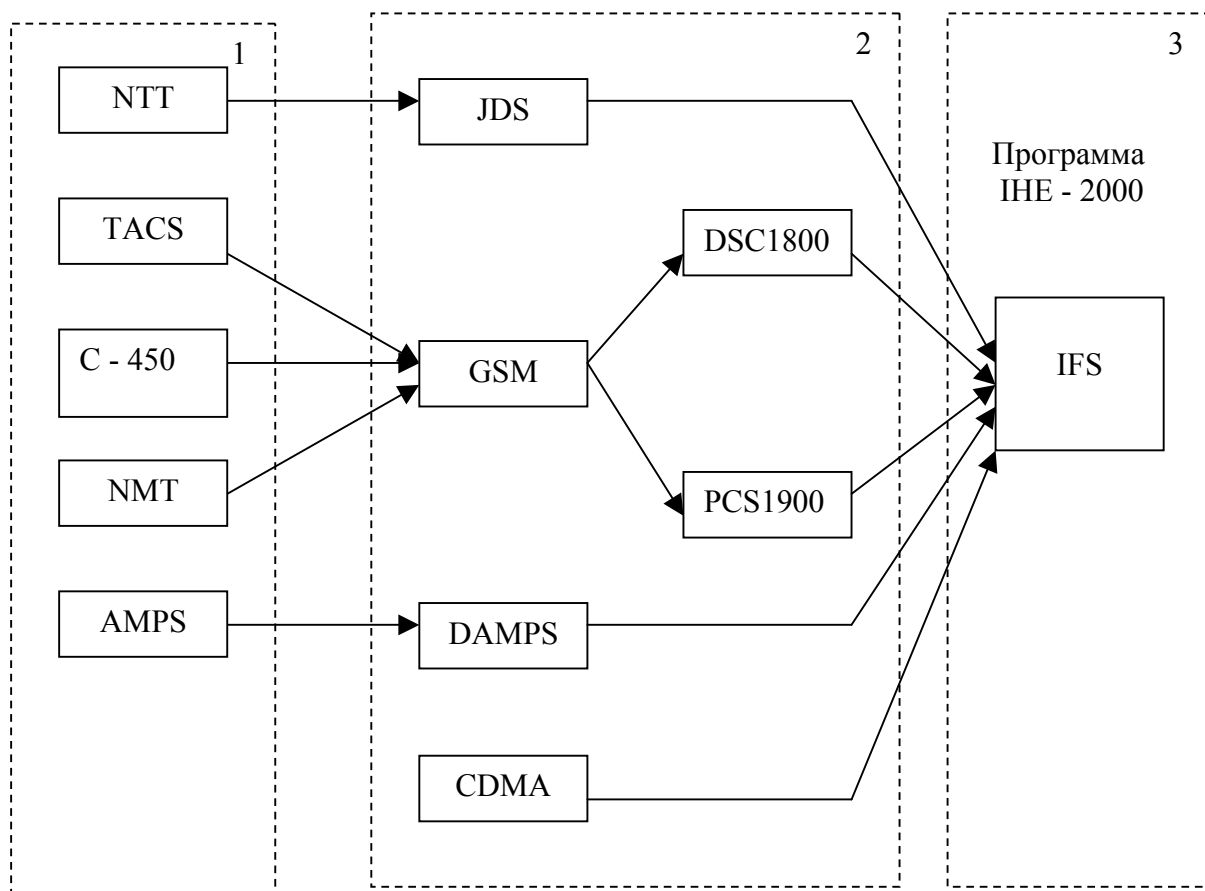 1
NTT
TACS
C - 450
NMT
AMPS
2
JDS
GSM
DSC1800
PCS1900
DAMPS
CDMA
3
Программа
IHE - 2000
IFS